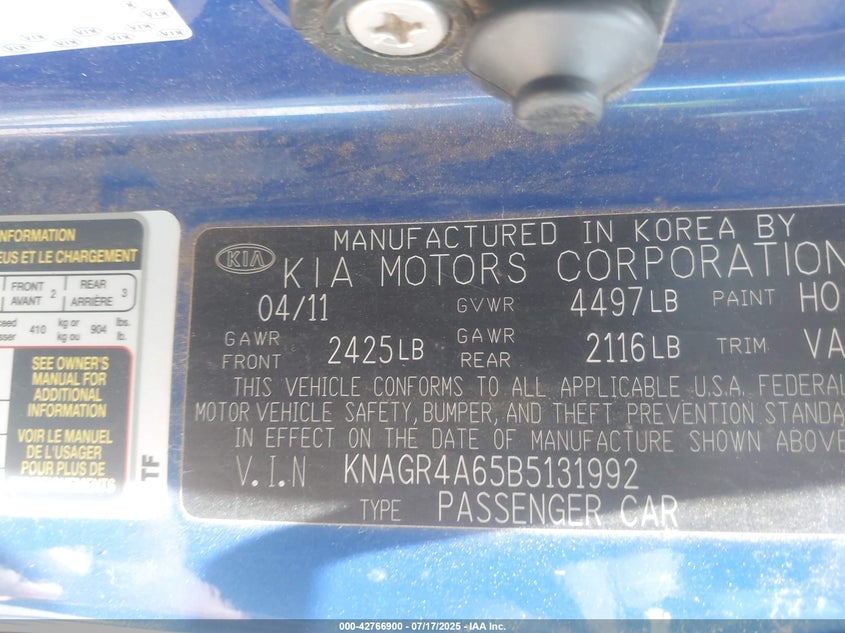 NFORMATION
EUS ET LE CHARGEMENT
FRONT
AVANT 2
REAR
ARRIÈRE 3
410 kg or
kg ou 904 lbs.
lb.
SEE OWNER'S
MANUAL FOR
ADDITIONAL
INFORMATION
VOIR LE MANUEL
DE L'USAGER
POUR PLUS DE
TF
MANUFACTURED IN KOREA BY
KIA KIA MOTORS CORPORATION
04/11 GVWR 4497LB PAINT HO
GAWR
FRONT 2425LB GAWR
REAR 2116LB TRIM VA
THIS VEHICLE CONFORMS TO ALL APPLICABLE U.S.A. FEDERAL
MOTOR VEHICLE SAFETY, BUMPER, AND THEFT PREVENTION STANDA
IN EFFECT ON THE DATE OF MANUFACTURE SHOWN ABOVE
V.I.N KNAGR4A65B5131992
TYPE PASSENGER CAR
000-42766900 - 07/17/2025 - IAA Inc.